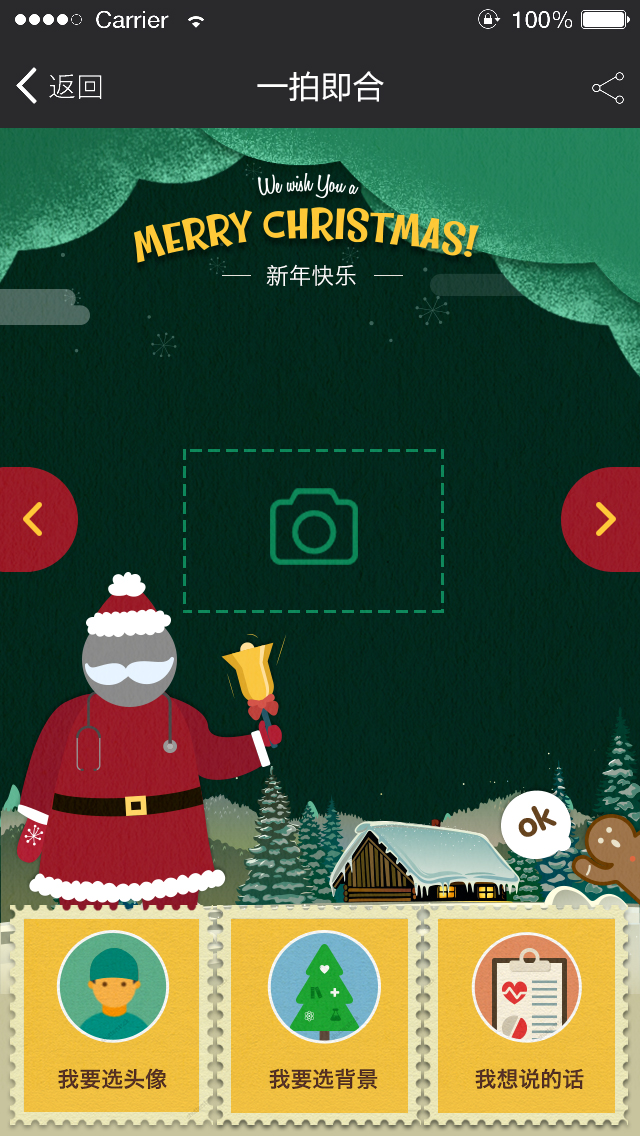 Carrier 100%
返回 一拍即合
We wish You a
MERRY CHRISTMAS!
新年快乐
ok
我要选头像 我要选背景 我想说的话